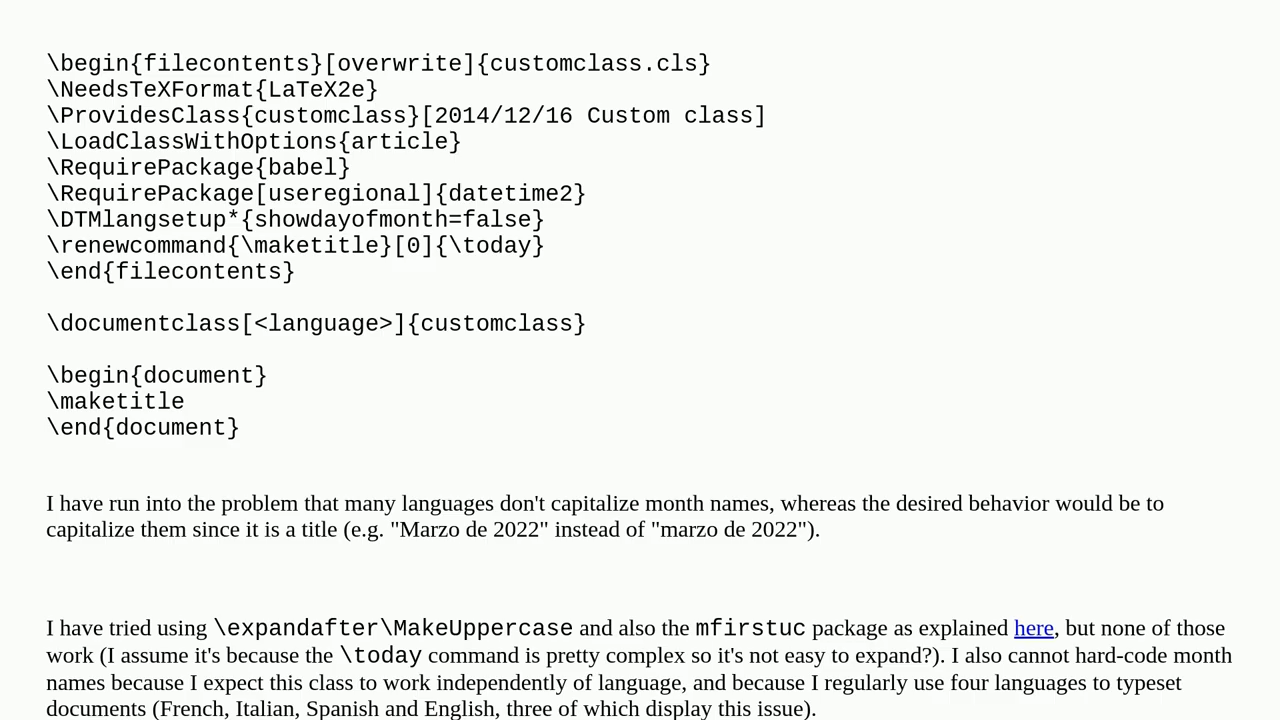 \begin{filecontents}[overwrite]{customclass.cls}
\NeedsTeXFormat{LaTeX2e}
\ProvidesClass{customclass}[2014/12/16 Custom class]
\LoadClassWithOptions{article}
\RequirePackage{babel}
\RequirePackage[useregional]{datetime2}
\DTMlangsetup*{showdayofmonth=false}
\renewcommand{\maketitle}[0]{\today}
\end{filecontents}
\documentclass[<language>]{customclass}
\begin{document}
\maketitle
\end{document}
I have run into the problem that many languages don't capitalize month names, whereas the desired behavior would be to
capitalize them since it is a title (e.g. "Marzo de 2022" instead of "marzo de 2022").
I have tried using \expandafter\MakeUppercase and also the mfirstuc package as explained here, but none of those
work (I assume it's because the \today command is pretty complex so it's not easy to expand?). I also cannot hard-code month
names because I expect this class to work independently of language, and because I regularly use four languages to typeset
documents (French, Italian, Spanish and English, three of which display this issue).